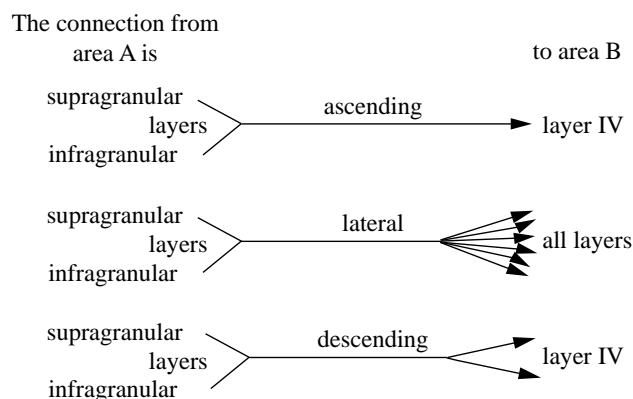 The connection from
area A is
to area B
supragranular
layers
infragranular
ascending
layer IV
supragranular
layers
infragranular
lateral
all layers
supragranular
layers
infragranular
descending
layer IV